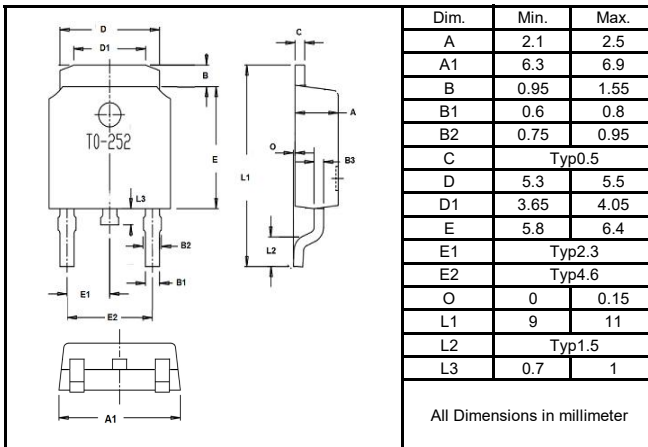 D
D1
B
TO-252
E
L3
B2
B1
E1
E2
A1
C
A
O
B3
L1
L2
Dim. Min. Max.
A 2.1 2.5
A1 6.3 6.9
B 0.95 1.55
B1 0.6 0.8
B2 0.75 0.95
C Typ0.5
D 5.3 5.5
D1 3.65 4.05
E 5.8 6.4
E1 Typ2.3
E2 Typ4.6
O 0 0.15
L1 9 11
L2 Typ1.5
L3 0.7 1
All Dimensions in millimeter